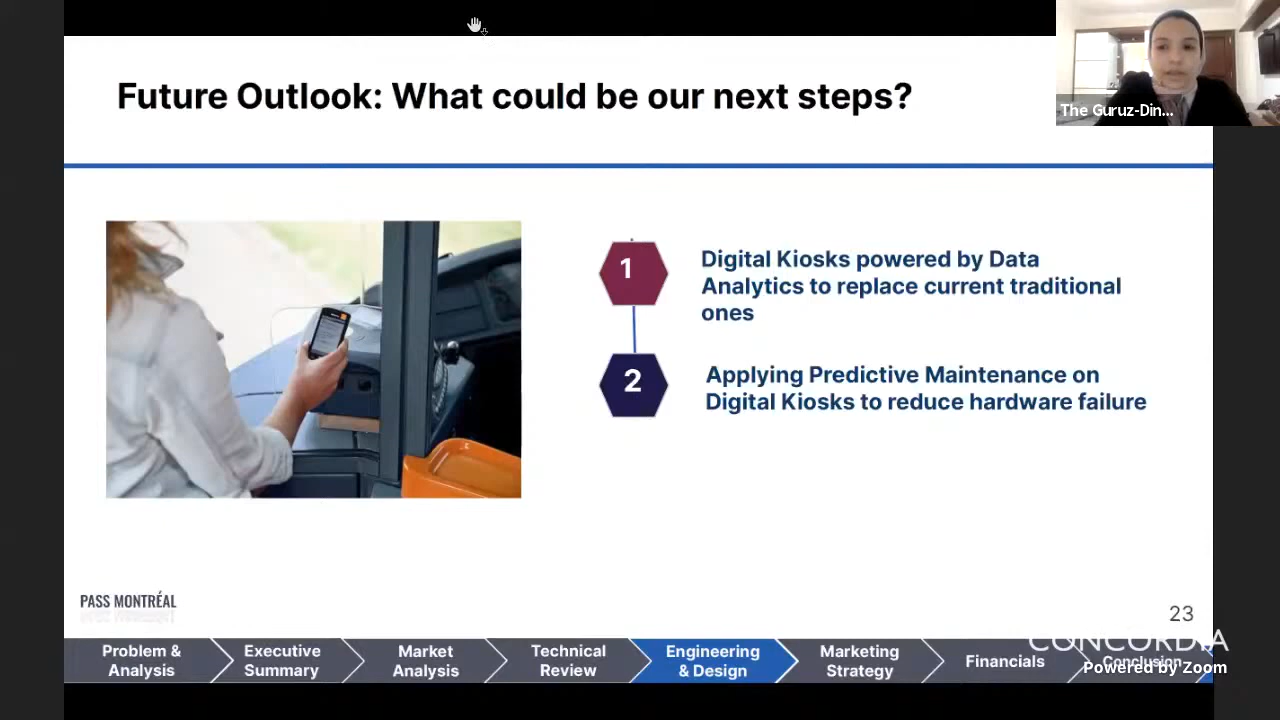 Future Outlook: What could be our next steps?
The Guruz-Din...
1
Digital Kiosks powered by Data
Analytics to replace current traditional
ones
2
Applying Predictive Maintenance on
Digital Kiosks to reduce hardware failure
PASS MONTRÉAL
23
CONCORDIA
Problem &
Analysis
Executive
Summary
Market
Analysis
Technical
Review
Engineering
& Design
Marketing
Strategy
Financials
Conclusion
Powered by Zoom